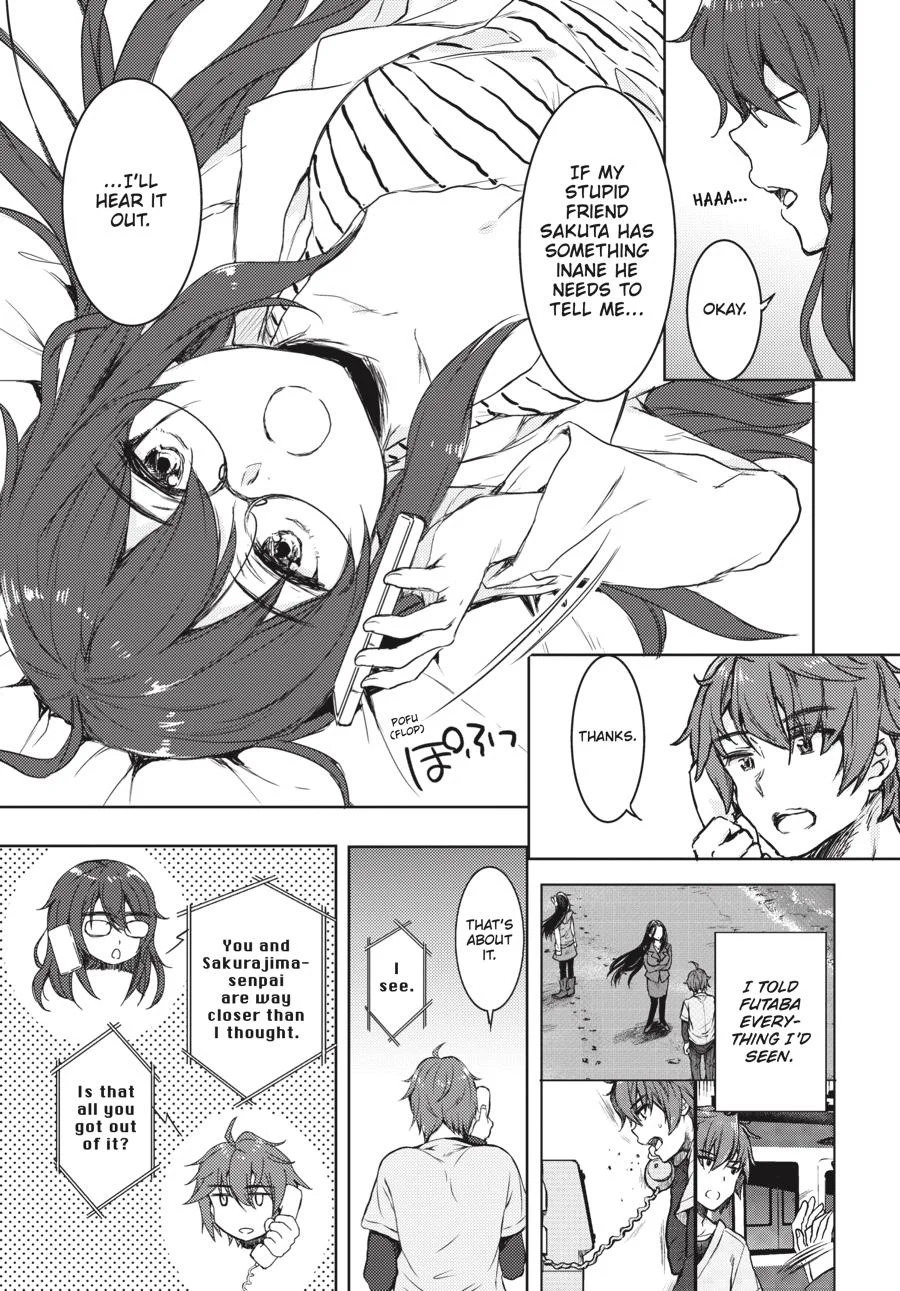 HAAA...
OKAY.
IF MY
STUPID
FRIEND
SAKUTA HAS
SOMETHING
INANE HE
NEEDS TO
TELL ME...
...I'LL
HEAR IT
OUT.
POFU
(FLOP)
ぽふっ
THANKS.
I TOLD
FUTABA
EVERY-
THING I'D
SEEN.
THAT'S
ABOUT
IT.
I
see.
You and
Sakurajima-
senpai
are way
closer than
I thought.
Is that
all you
got out
of it?